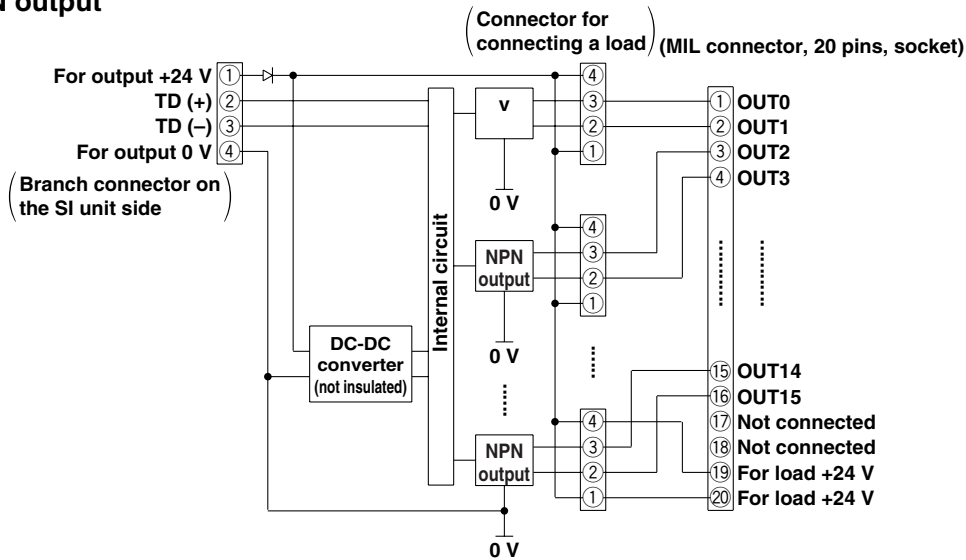 N output
Connector for
connecting a load
(MIL connector, 20 pins, socket)
For output +24 V ①
TD (+) ②
TD (–) ③
For output 0 V ④
(Branch connector on
the SI unit side)
Internal circuit
DC-DC
converter
(not insulated)
v
0 V
NPN
output
0 V
NPN
output
0 V
④
③
②
①
④
③
②
①
④
③
②
①
① OUT0
② OUT1
③ OUT2
④ OUT3
⑮ OUT14
⑯ OUT15
⑰ Not connected
⑱ Not connected
⑲ For load +24 V
⑳ For load +24 V